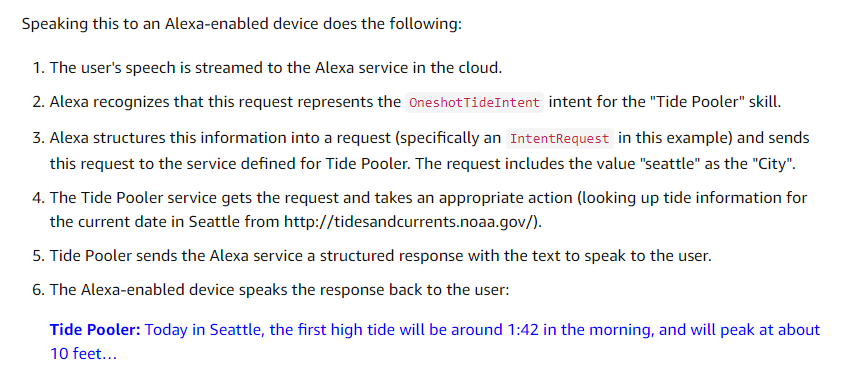 Speaking this to an Alexa-enabled device does the following:
1. The user's speech is streamed to the Alexa service in the cloud.
2. Alexa recognizes that this request represents the OneshotTideIntent intent for the "Tide Pooler" skill.
3. Alexa structures this information into a request (specifically an IntentRequest in this example) and sends
this request to the service defined for Tide Pooler. The request includes the value "seattle" as the "City".
4. The Tide Pooler service gets the request and takes an appropriate action (looking up tide information for
the current date in Seattle from http://tidesandcurrents.noaa.gov/).
5. Tide Pooler sends the Alexa service a structured response with the text to speak to the user.
6. The Alexa-enabled device speaks the response back to the user:
Tide Pooler: Today in Seattle, the first high tide will be around 1:42 in the morning, and will peak at about
10 feet…